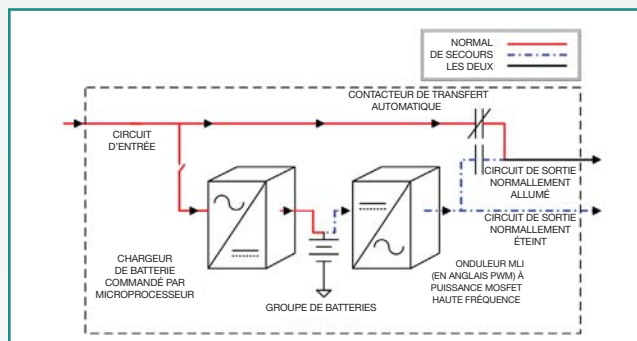 NORMAL
DE SECOURS
LES DEUX
CONTACTEUR DE TRANSFERT
AUTOMATIQUE
CIRCUIT
D'ENTRÉE
CIRCUIT DE SORTIE
NORMALLEMENT
ALLUMÉ
CIRCUIT DE SORTIE
NORMALLEMENT
ÉTEINT
CHARGEUR
DE BATTERIE
COMMANDÉ PAR
MICROPROCESSEUR
GROUPE DE BATTERIES
ONDULEUR MLI
(EN ANGLAIS PWM) À
PUISSANCE MOSFET
HAUTE FRÉQUENCE